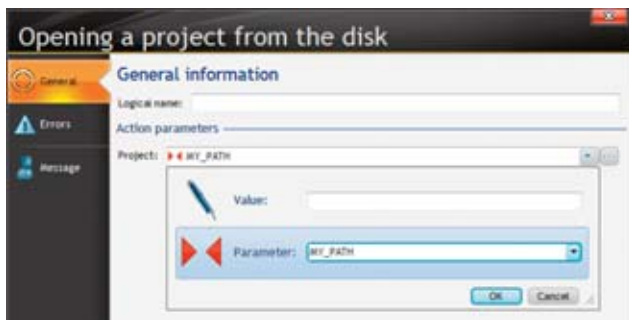 Opening a project from the disk
General
General information
Logical name:
Errors
Action parameters
Message
Project: MY_PATH
Value:
Parameter: MY_PATH
OK Cancel